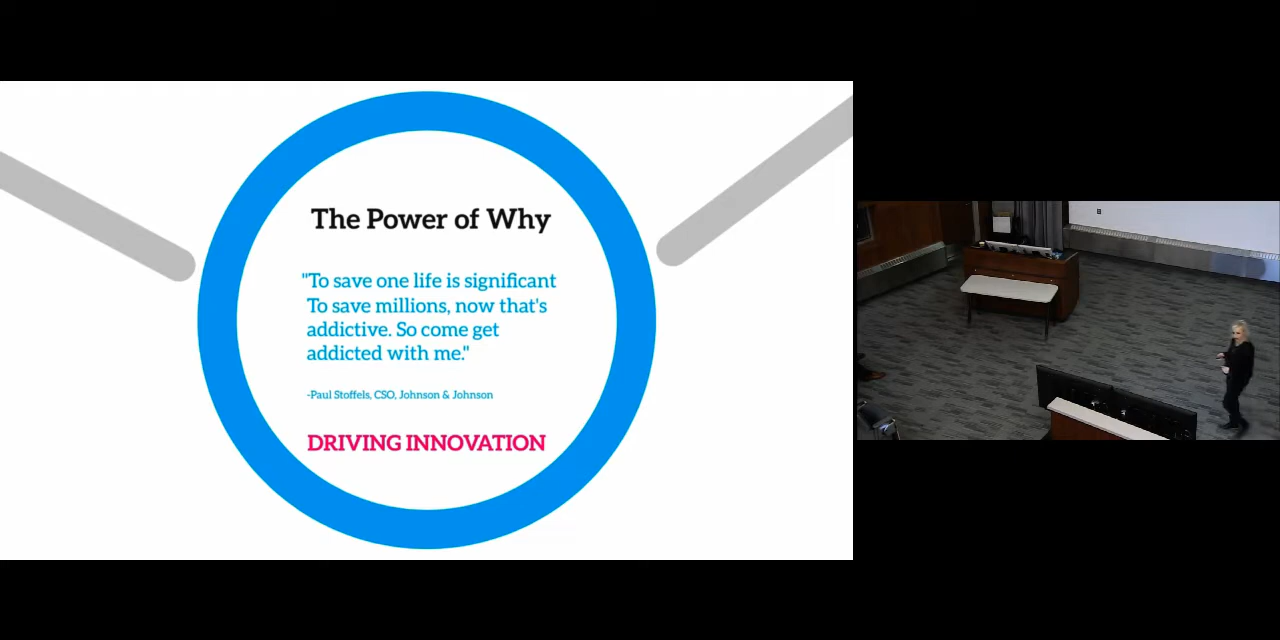 The Power of Why
"To save one life is significant
To save millions, now that's
addictive. So come get
addicted with me."
-Paul Stoffels, CSO, Johnson & Johnson
DRIVING INNOVATION